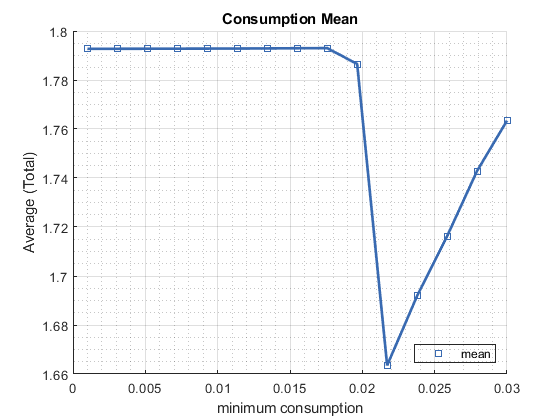 Consumption Mean
Average (Total)
1.8
1.78
1.76
1.74
1.72
1.7
1.68
1.66
0 0.005 0.01 0.015 0.02 0.025 0.03
minimum consumption
mean